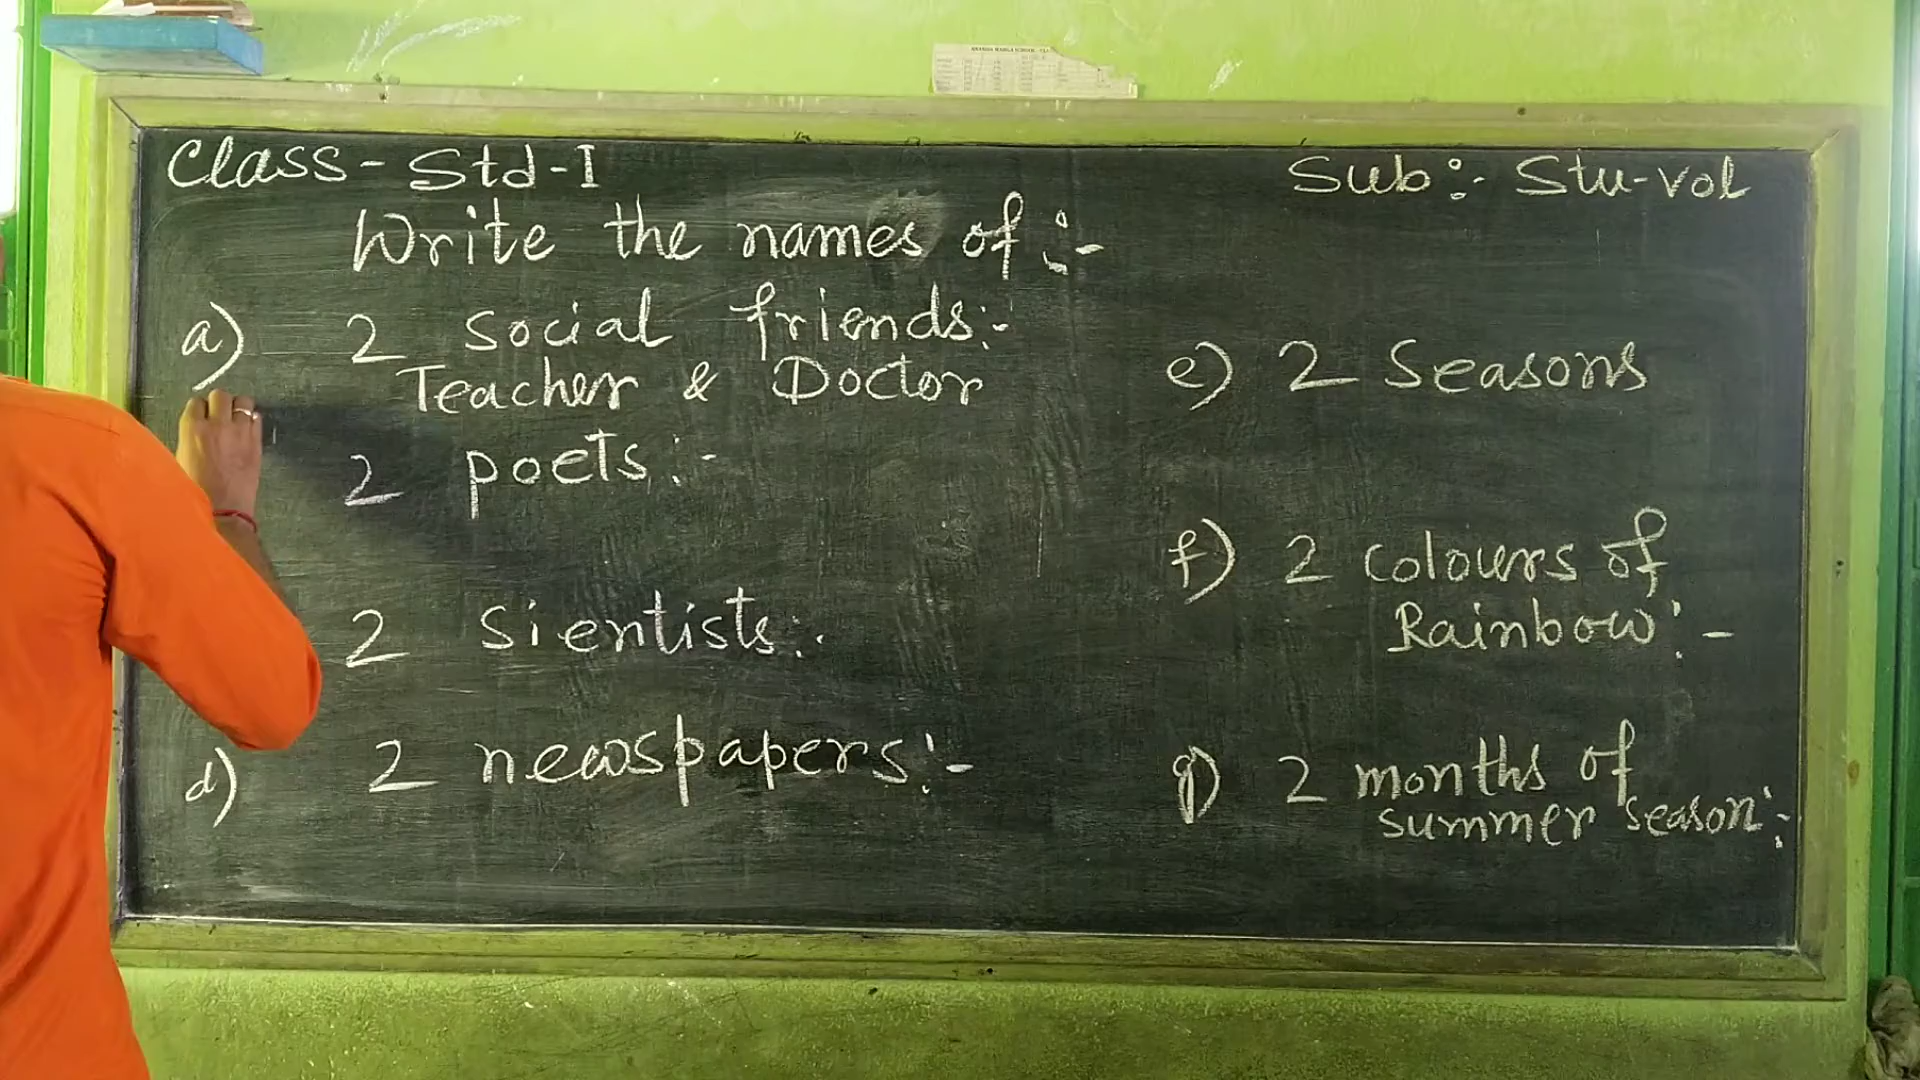 Class - Std - I
Sub :- Stu-vol
Write the names of :-
a) 2 social friends :-
Teacher & Doctor
2 poets :-
2 Sientists :-
d) 2 newspapers :-
e) 2 Seasons
f) 2 colours of
Rainbow :-
g) 2 months of
summer season :-